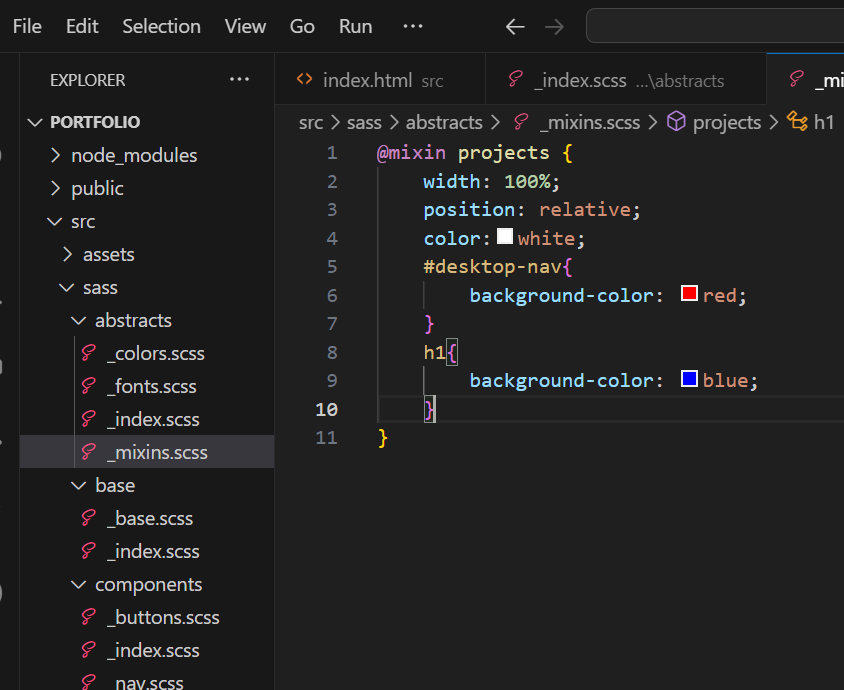 File Edit Selection View Go Run ···
EXPLORER ···
PORTFOLIO
node_modules
public
src
assets
sass
abstracts
_colors.scss
_fonts.scss
_index.scss
_mixins.scss
base
_base.scss
_index.scss
components
_buttons.scss
_index.scss
_nav.scss
index.html src _index.scss ...\abstracts _mi
src > sass > abstracts > _mixins.scss > projects > h1
1 @mixin projects {
2 width: 100%;
3 position: relative;
4 color: white;
5 #desktop-nav{
6 background-color: red;
7 }
8 h1{
9 background-color: blue;
10 }
11 }